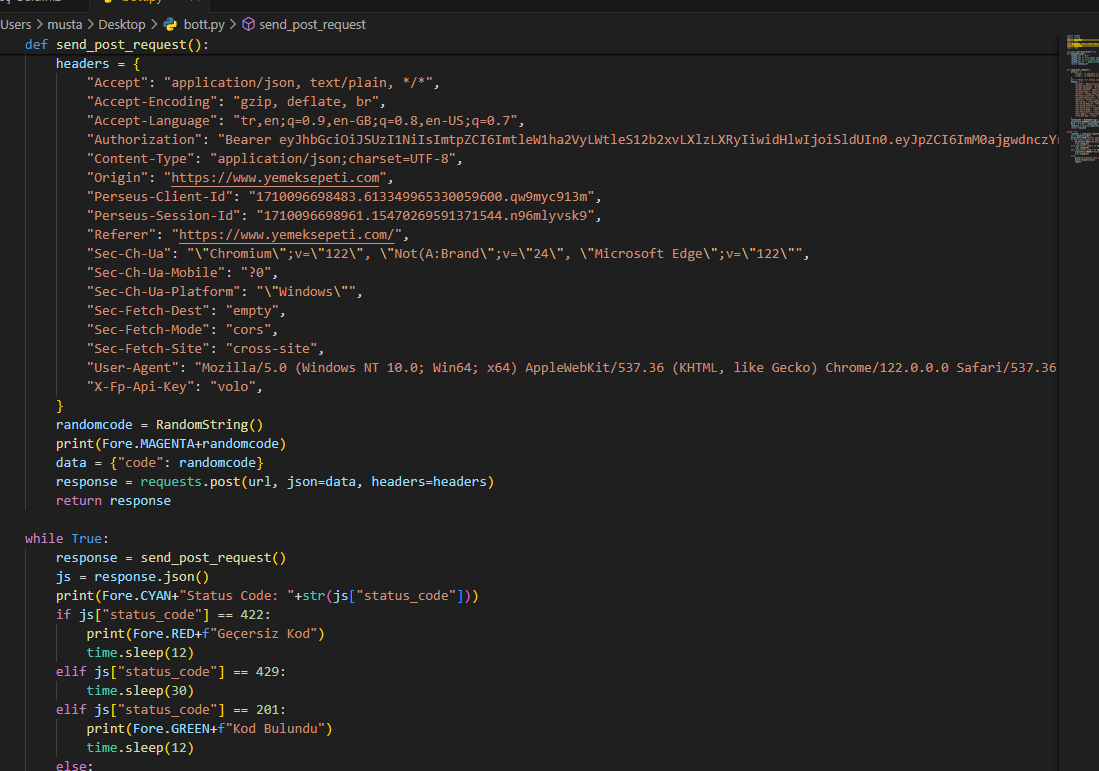 bott.py
Users > musta > Desktop > bott.py > send_post_request
def send_post_request():
headers = {
"Accept": "application/json, text/plain, */*",
"Accept-Encoding": "gzip, deflate, br",
"Accept-Language": "tr,en;q=0.9,en-GB;q=0.8,en-US;q=0.7",
"Authorization": "Bearer eyJhbGciOiJSUzI1NiIsImtpZCI6ImtleW1ha2VyLWtleS12b2xvLXlzLXRyIiwidHlwIjoiSldUIn0.eyJpZCI6ImM0ajgwdnczYn
"Content-Type": "application/json;charset=UTF-8",
"Origin": "https://www.yemeksepeti.com",
"Perseus-Client-Id": "1710096698483.613349965330059600.qw9myc913m",
"Perseus-Session-Id": "1710096698961.15470269591371544.n96mlyvsk9",
"Referer": "https://www.yemeksepeti.com/",
"Sec-Ch-Ua": "\"Chromium\";v=\"122\", \"Not(A:Brand\";v=\"24\", \"Microsoft Edge\";v=\"122\"",
"Sec-Ch-Ua-Mobile": "?0",
"Sec-Ch-Ua-Platform": "\"Windows\"",
"Sec-Fetch-Dest": "empty",
"Sec-Fetch-Mode": "cors",
"Sec-Fetch-Site": "cross-site",
"User-Agent": "Mozilla/5.0 (Windows NT 10.0; Win64; x64) AppleWebKit/537.36 (KHTML, like Gecko) Chrome/122.0.0.0 Safari/537.36
"X-Fp-Api-Key": "volo",
}
randomcode = RandomString()
print(Fore.MAGENTA+randomcode)
data = {"code": randomcode}
response = requests.post(url, json=data, headers=headers)
return response
while True:
response = send_post_request()
js = response.json()
print(Fore.CYAN+"Status Code: "+str(js["status_code"]))
if js["status_code"] == 422:
print(Fore.RED+f"Geçersiz Kod")
time.sleep(12)
elif js["status_code"] == 429:
time.sleep(30)
elif js["status_code"] == 201:
print(Fore.GREEN+f"Kod Bulundu")
time.sleep(12)
else: